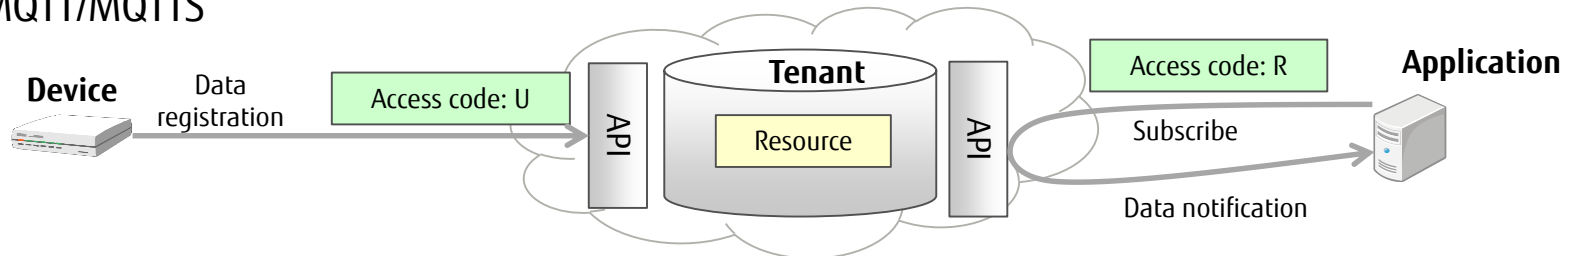 MQTT/MQTTS
Device
Data
registration
Access code: U
API
Tenant
Resource
API
Access code: R
Subscribe
Data notification
Application